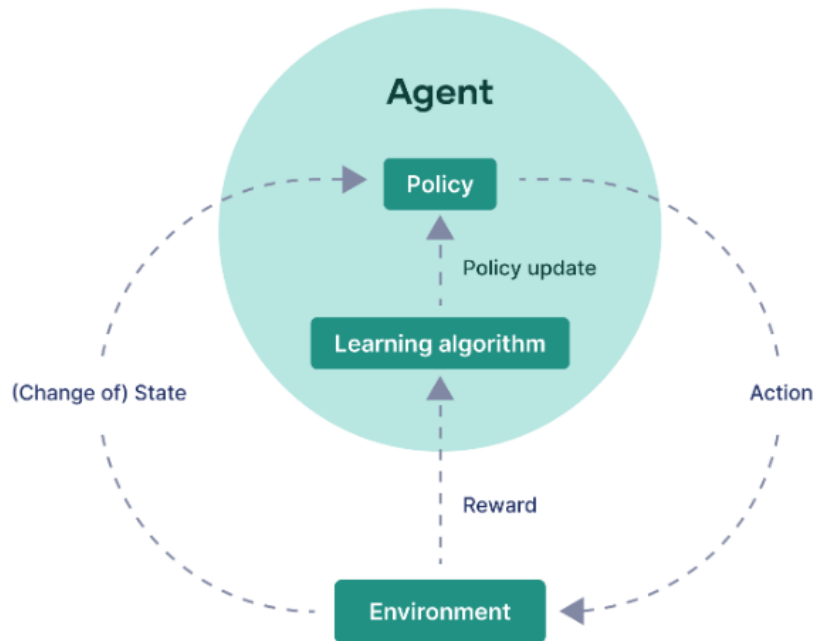 Agent
Policy
Policy update
Learning algorithm
(Change of) State
Action
Reward
Environment